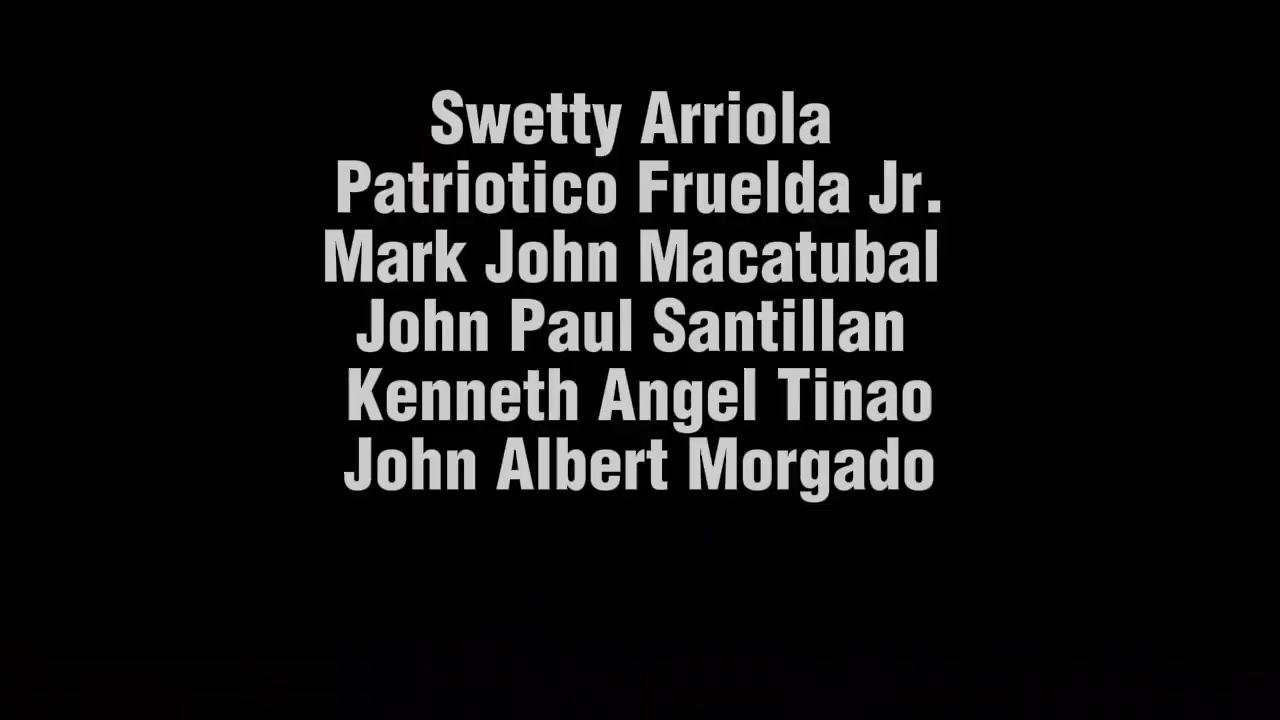 Swetty Arriola
Patriotico Fruelda Jr.
Mark John Macatubal
John Paul Santillan
Kenneth Angel Tinao
John Albert Morgado